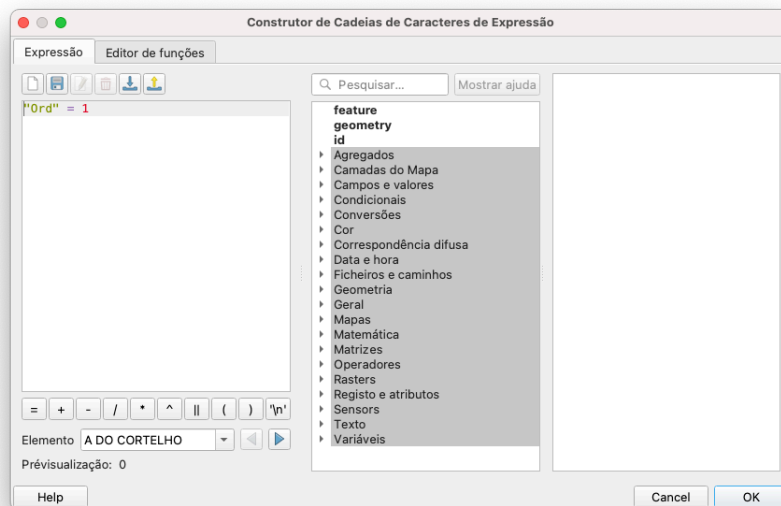 Construtor de Cadeias de Caracteres de Expressão
Expressão
Editor de funções
Pesquisar...
Mostrar ajuda
"Ord" = 1
feature
geometry
id
Agregados
Camadas do Mapa
Campos e valores
Condicionais
Conversões
Cor
Correspondência difusa
Data e hora
Ficheiros e caminhos
Geometria
Geral
Mapas
Matemática
Matrizes
Operadores
Rasters
Registo e atributos
Sensors
Texto
Variáveis
= + - / * ^ || ( ) '\n'
Elemento A DO CORTELHO
Prévisualização: 0
Help
Cancel
OK